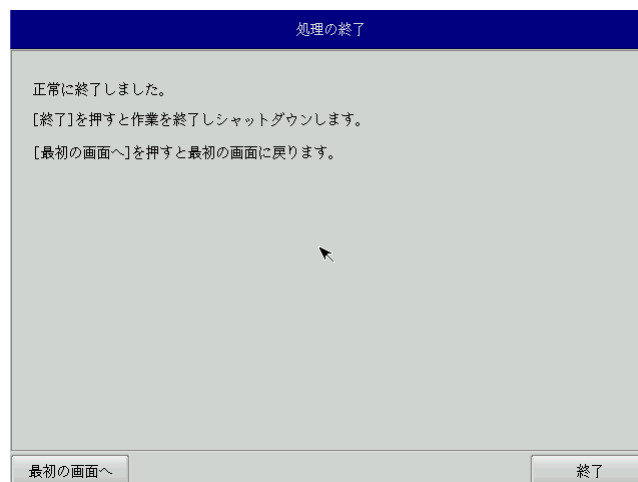 処理の終了
正常に終了しました。
[終了]を押すと作業を終了しシャットダウンします。
[最初の画面へ]を押すと最初の画面に戻ります。
最初の画面へ
終了